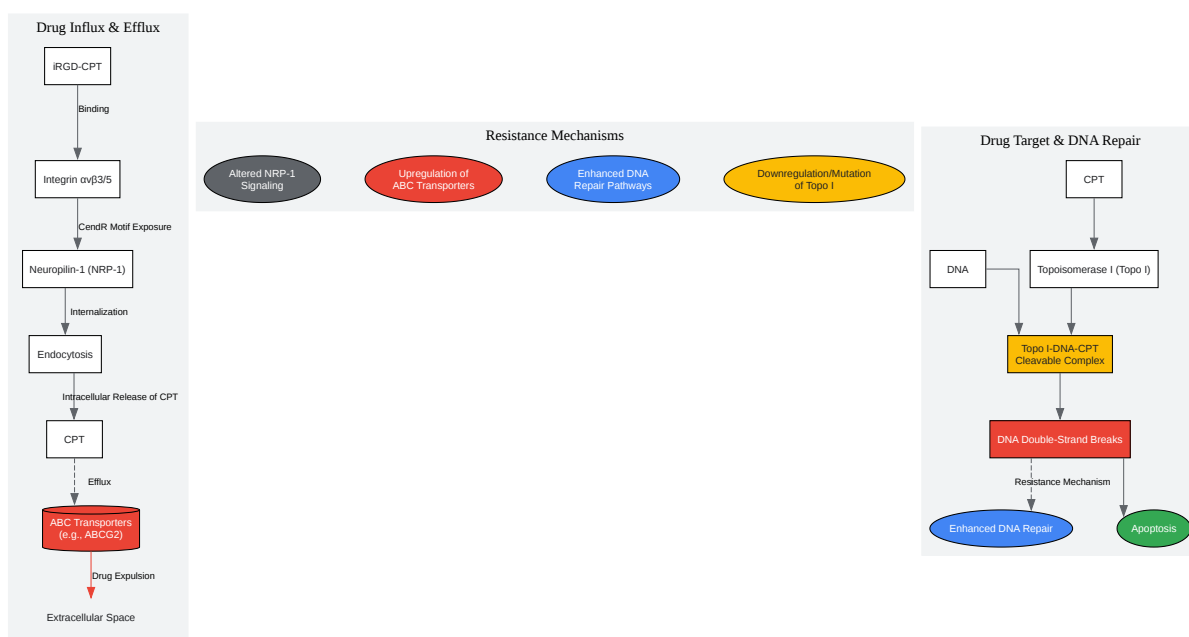 Drug Influx & Efflux
iRGD-CPT
Binding
Integrin αvβ3/5
CendR Motif Exposure
Neuropilin-1 (NRP-1)
Internalization
Endocytosis
Intracellular Release of CPT
CPT
Efflux
ABC Transporters
(e.g., ABCG2)
Drug Expulsion
Extracellular Space
Resistance Mechanisms
Altered NRP-1
Signaling
Upregulation of
ABC Transporters
Enhanced DNA
Repair Pathways
Downregulation/Mutation
of Topo I
Drug Target & DNA Repair
CPT
DNA
Topoisomerase I (Topo I)
Topo I-DNA-CPT
Cleavable Complex
DNA Double-Strand Breaks
Resistance Mechanism
Enhanced DNA Repair
Apoptosis